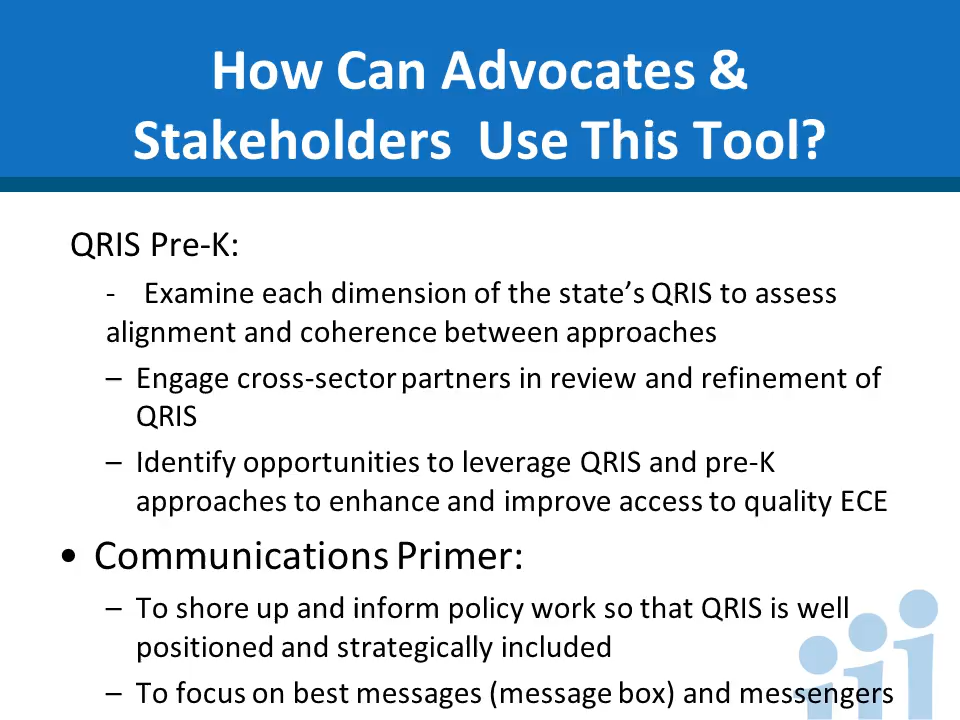 How Can Advocates &
Stakeholders  Use This Tool?
QRIS Pre-K:
-   Examine each dimension of the state’s QRIS to assess
alignment and coherence between approaches
– Engage cross-sector partners in review and refinement of
QRIS
– Identify opportunities to leverage QRIS and pre-K
approaches to enhance and improve access to quality ECE
• Communications Primer:
– To shore up and inform policy work so that QRIS is well
positioned and strategically included
– To focus on best messages (message box) and messengers